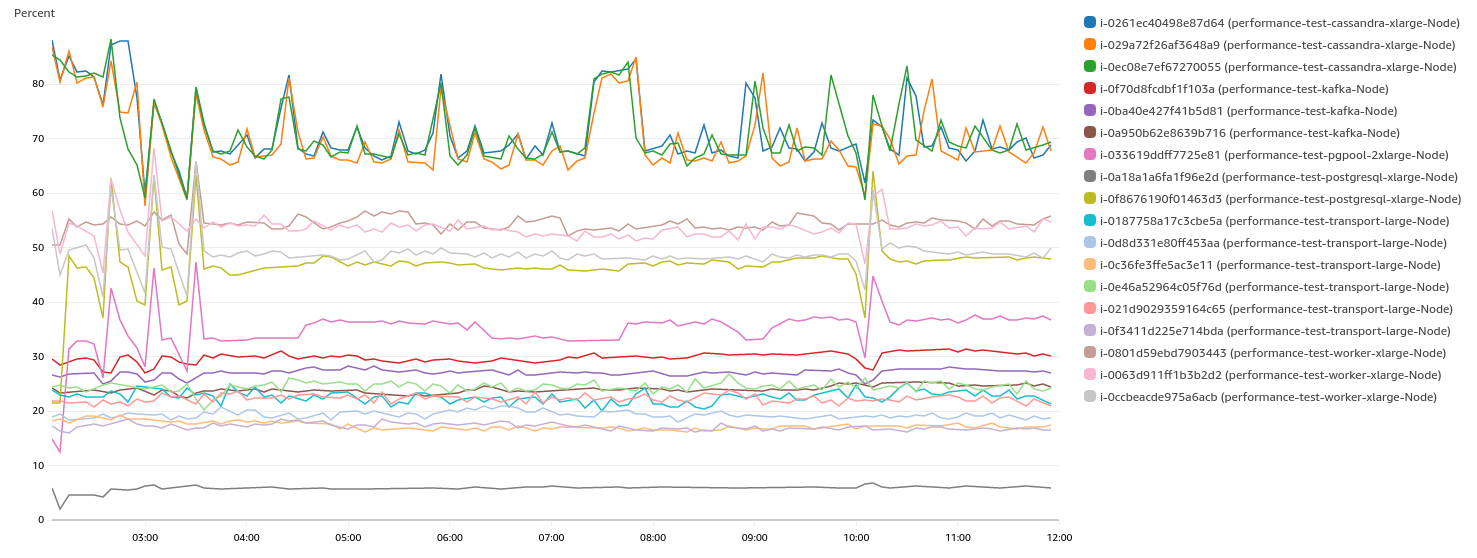 Percent
80
70
60
50
40
30
20
10
0
03:00 04:00 05:00 06:00 07:00 08:00 09:00 10:00 11:00 12:00
i-0261ec40498e87d64 (performance-test-cassandra-xlarge-Node)
i-029a72f26af3648a9 (performance-test-cassandra-xlarge-Node)
i-0ec08e7ef67270055 (performance-test-cassandra-xlarge-Node)
i-0f70d8fcdbf1f103a (performance-test-kafka-Node)
i-0ba40e427f41b5d81 (performance-test-kafka-Node)
i-0a950b62e8639b716 (performance-test-kafka-Node)
i-033619ddff7725e81 (performance-test-pgpool-2xlarge-Node)
i-0a18a1a6fa1f96e2d (performance-test-postgresql-xlarge-Node)
i-0f8676190f01463d3 (performance-test-postgresql-xlarge-Node)
i-0187758a17c3cbe5a (performance-test-transport-large-Node)
i-0d8d331e80ff453aa (performance-test-transport-large-Node)
i-0c36fe3ffe5ac3e11 (performance-test-transport-large-Node)
i-0e46a52964c05f76d (performance-test-transport-large-Node)
i-021d9029359164c65 (performance-test-transport-large-Node)
i-0f3411d225e714bda (performance-test-transport-large-Node)
i-0801d59ebd7903443 (performance-test-worker-xlarge-Node)
i-0063d911ff1b3b2d2 (performance-test-worker-xlarge-Node)
i-0ccbeacde975a6acb (performance-test-worker-xlarge-Node)